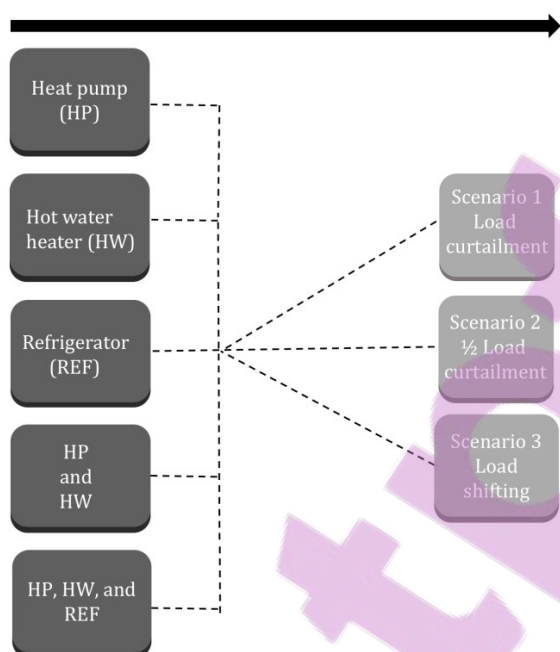 Heat pump
(HP)
Hot water
heater (HW)
Refrigerator
(REF)
HP
and
HW
HP, HW, and
REF
Scenario 1
Load
curtailment
Scenario 2
½ Load
curtailment
Scenario 3
Load
shifting